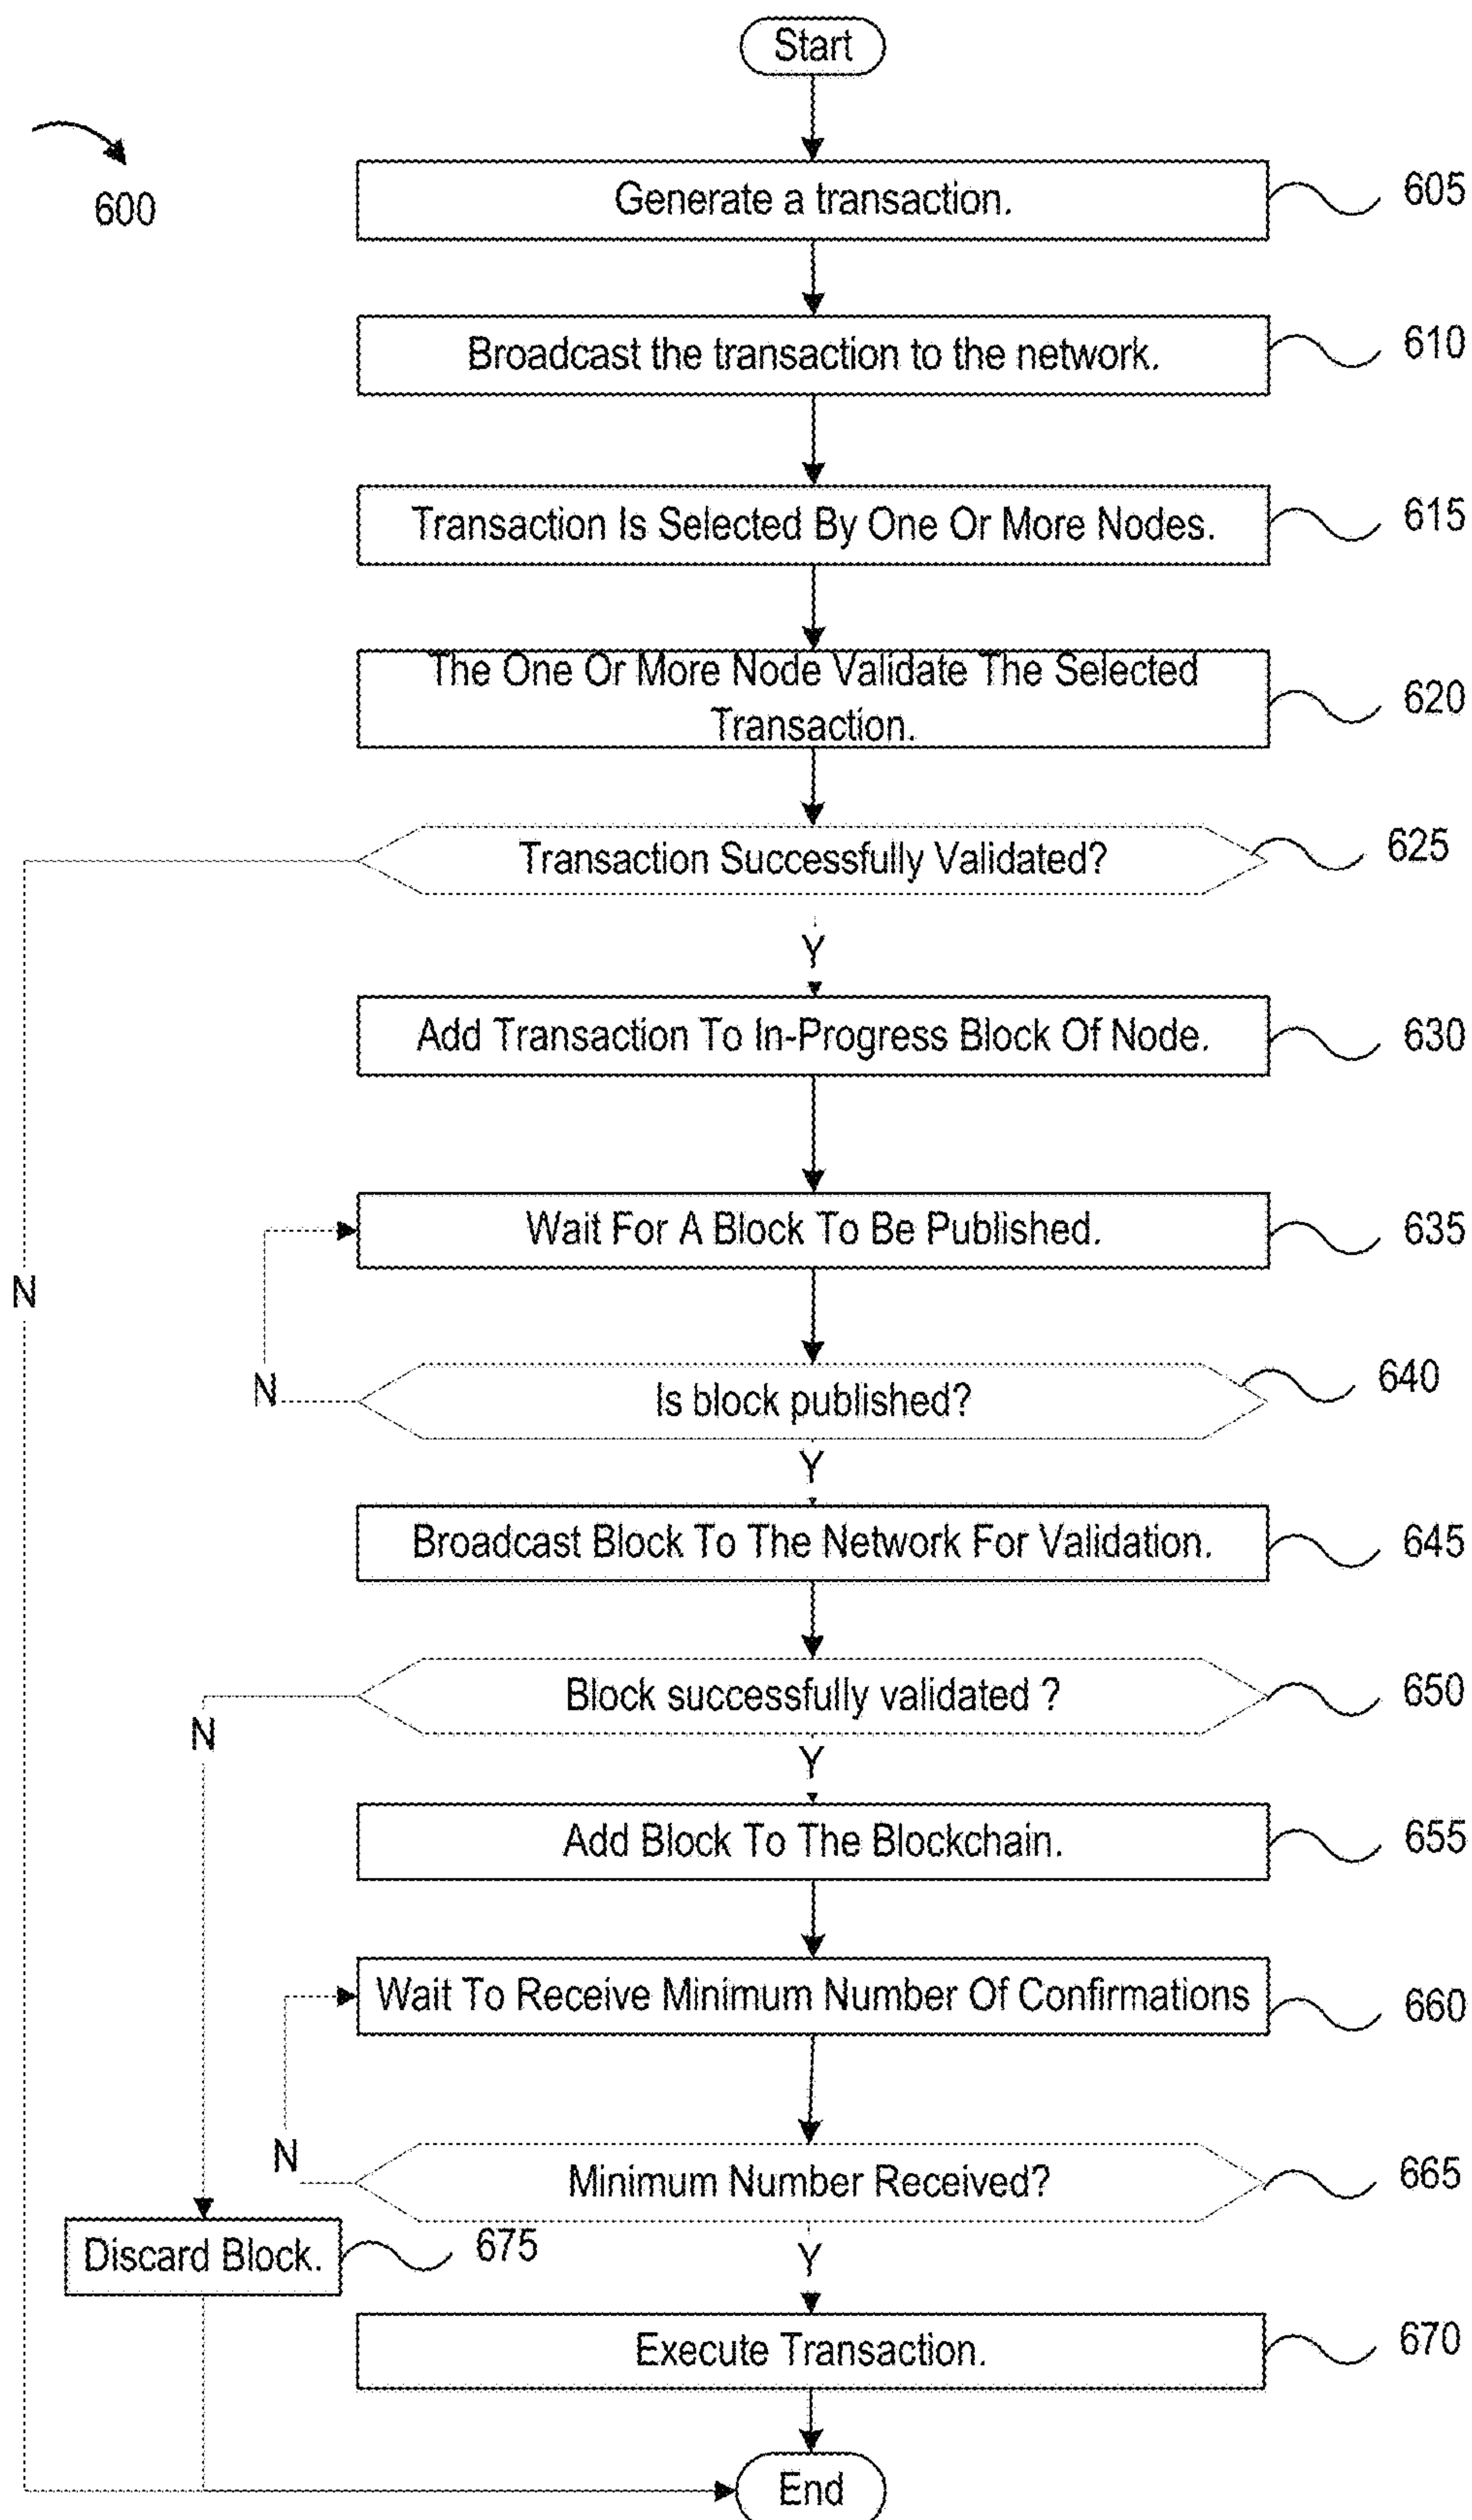 Start
600
Generate a transaction.
605
Broadcast the transaction to the network.
610
Transaction Is Selected By One Or More Nodes.
615
The One Or More Node Validate The Selected
Transaction.
620
Transaction Successfully Validated?
625
Y
Add Transaction To In-Progress Block Of Node.
630
Wait For A Block To Be Published.
635
N
Is block published?
640
N
Y
Broadcast Block To The Network For Validation.
645
Block successfully validated ?
650
N
Y
Add Block To The Blockchain.
655
Wait To Receive Minimum Number Of Confirmations
660
N
Minimum Number Received?
665
Discard Block.
675
Y
Execute Transaction.
670
End